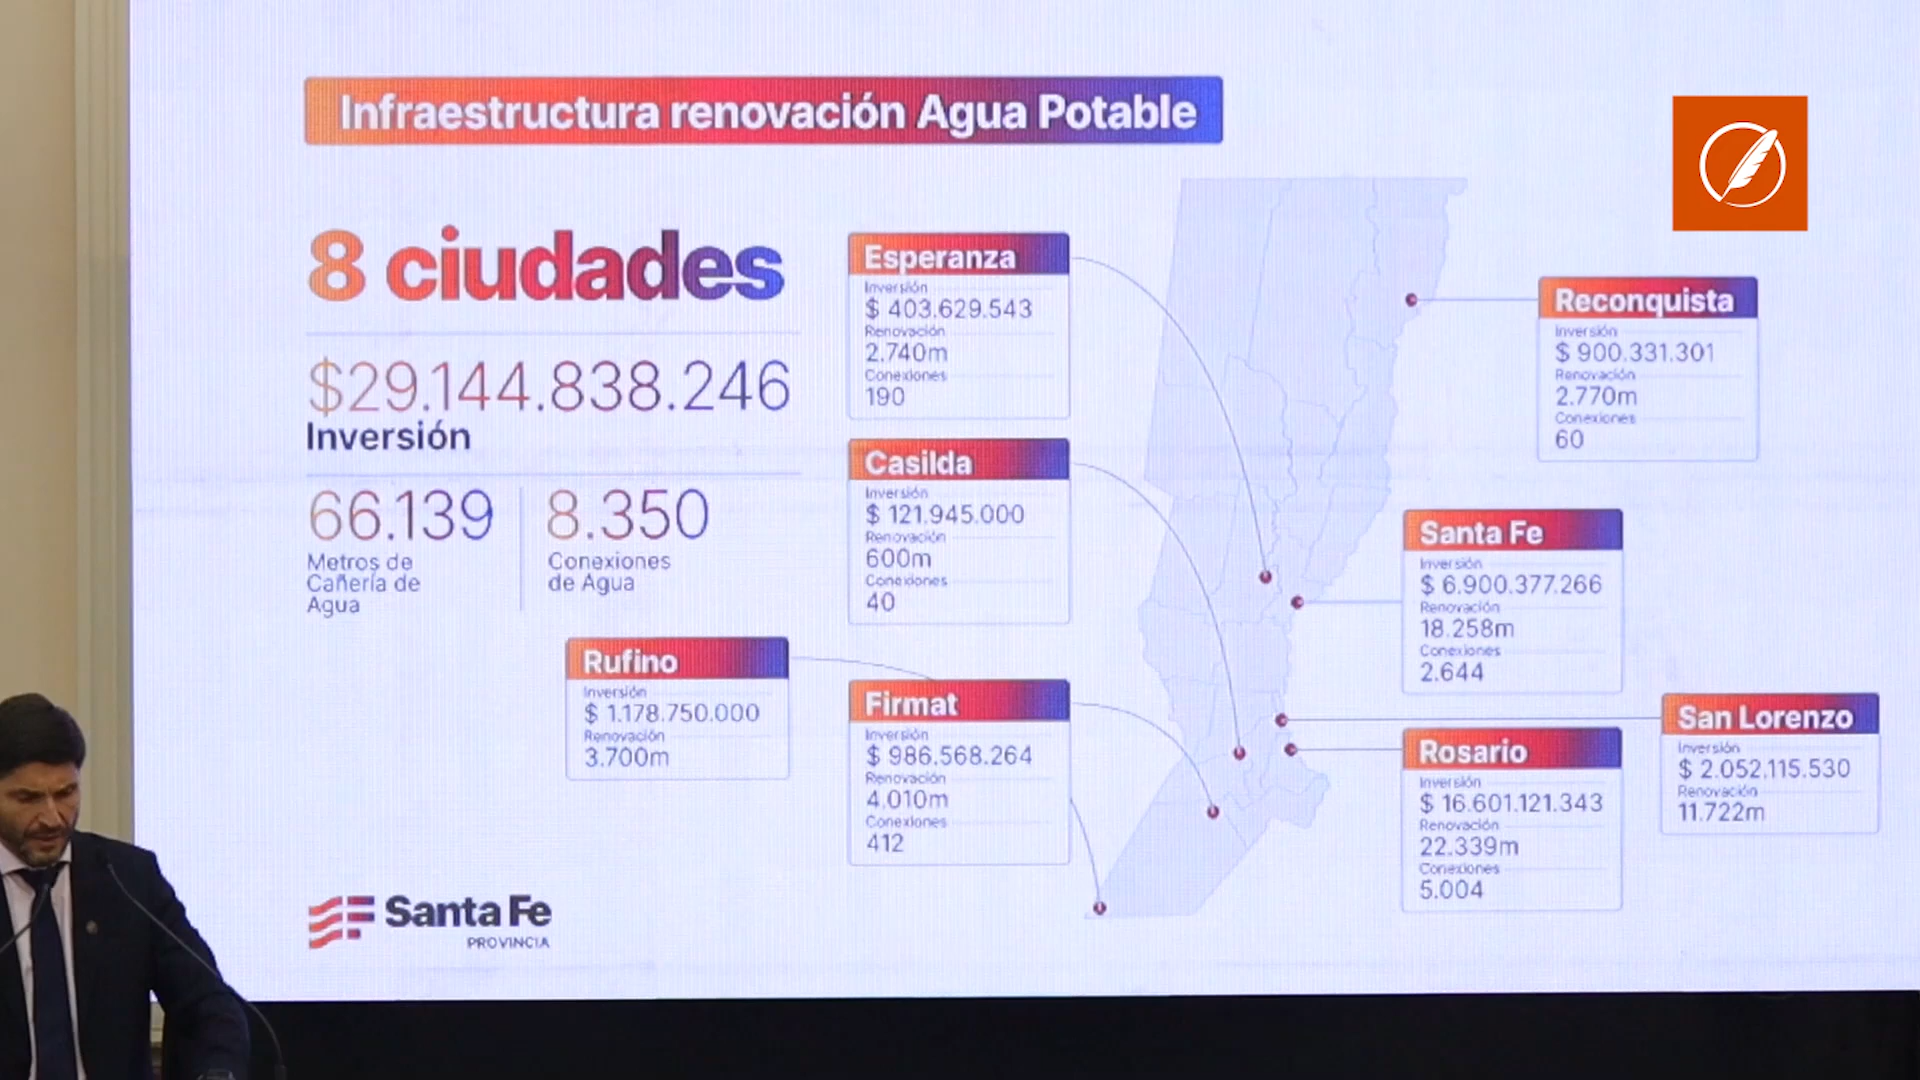 Infraestructura renovación Agua Potable
8 ciudades
$29.144.838.246
Inversión
66.139
Metros de
Cañería de
Agua
8.350
Conexiones
de Agua
Esperanza
Inversión
$ 403.629.543
Renovación
2.740m
Conexiones
190
Casilda
Inversión
$ 121.945.000
Renovación
600m
Conexiones
40
Rufino
Inversión
$ 1.178.750.000
Renovación
3.700m
Firmat
Inversión
$ 986.568.264
Renovación
4.010m
Conexiones
412
Reconquista
Inversión
$ 900.331.301
Renovación
2.770m
Conexiones
60
Santa Fe
Inversión
$ 6.900.377.266
Renovación
18.258m
Conexiones
2.644
Rosario
Inversión
$ 16.601.121.343
Renovación
22.339m
Conexiones
5.004
San Lorenzo
Inversión
$ 2.052.115.530
Renovación
11.722m
Santa Fe
PROVINCIA